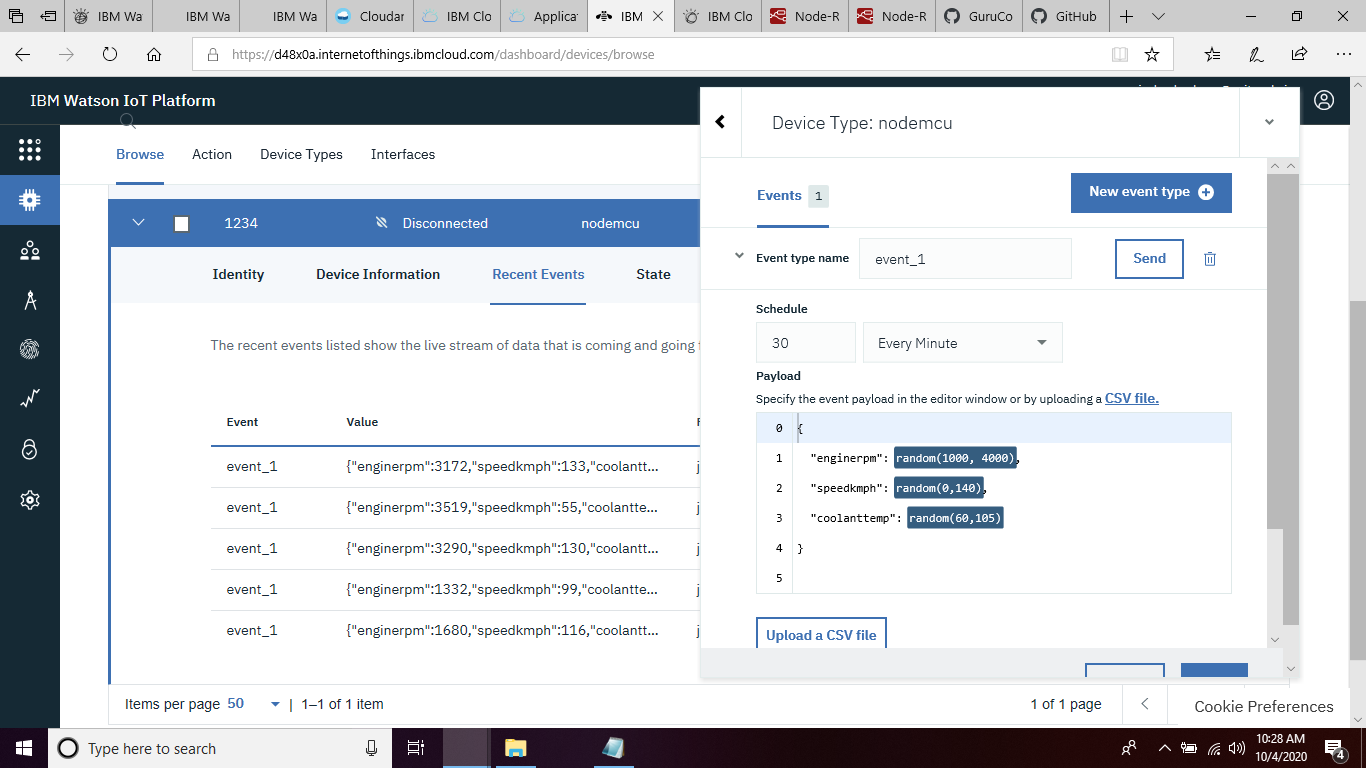 IBM Wa
IBM Wa
IBM Wa
Cloudar
IBM Clo
Applica
IBM
IBM Clo
Node-R
Node-R
GuruCo
GitHub
https://d48x0a.internetofthings.ibmcloud.com/dashboard/devices/browse
IBM Watson IoT Platform
Browse Action Device Types Interfaces
1234 Disconnected nodemcu
Identity Device Information Recent Events State
The recent events listed show the live stream of data that is coming and going
Event Value
event_1 {"enginerpm":3172,"speedkmph":133,"coolantt...
event_1 {"enginerpm":3519,"speedkmph":55,"coolantte...
event_1 {"enginerpm":3290,"speedkmph":130,"coolantt...
event_1 {"enginerpm":1332,"speedkmph":99,"coolantte...
event_1 {"enginerpm":1680,"speedkmph":116,"coolantt...
Items per page 50 | 1–1 of 1 item
1 of 1 page
Device Type: nodemcu
Events 1
New event type
Event type name event_1 Send
Schedule
30 Every Minute
Payload
Specify the event payload in the editor window or by uploading a CSV file.
0 {
1 "enginerpm": random(1000, 4000),
2 "speedkmph": random(0,140),
3 "coolanttemp": random(60,105)
4 }
5
Upload a CSV file
Cookie Preferences
Type here to search
10:28 AM
10/4/2020
4